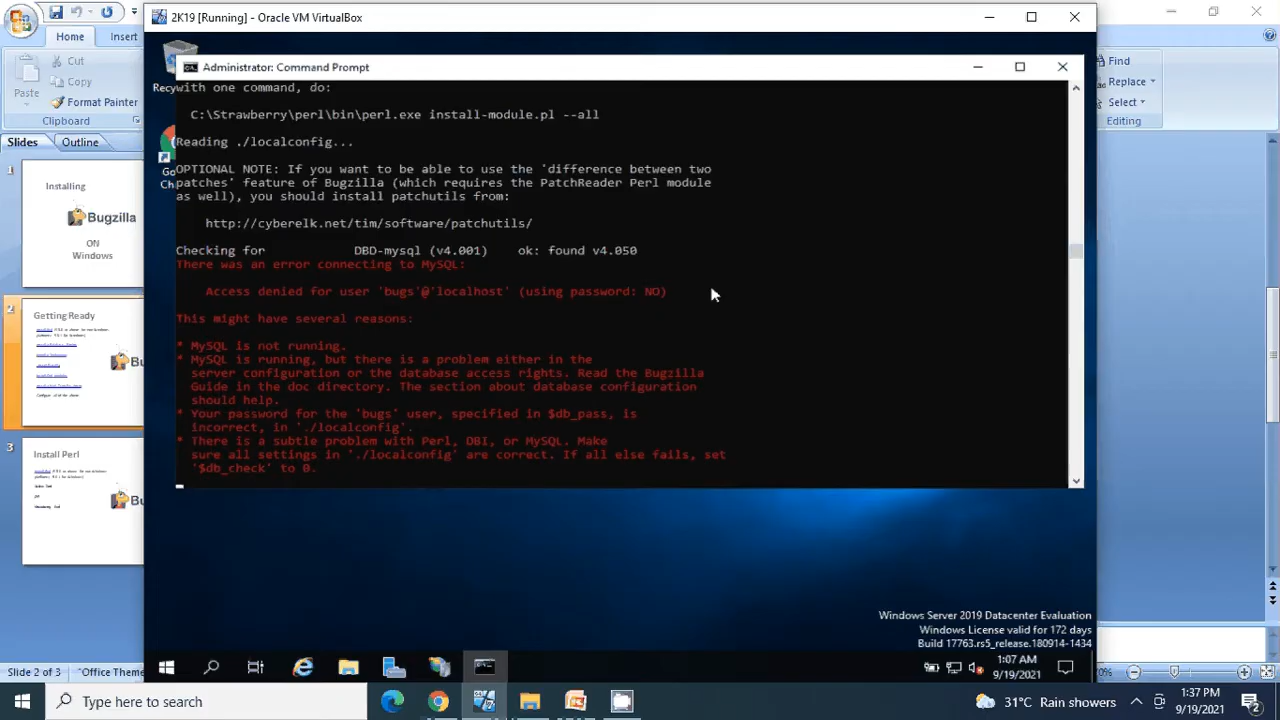 2K19 [Running] - Oracle VM VirtualBox
Home
Insert
Cut
Copy
Paste
Format Painter
Clipboard
Find
Replace
Select
Editing
Slides
Outline
1
Installing
Bugzilla
ON
Windows
Getting Ready
3
Install Perl
Administrator: Command Prompt
Recy
with one command, do:
C:\Strawberry\perl\bin\perl.exe install-module.pl --all
Reading ./localconfig...
Go
Ch
OPTIONAL NOTE: If you want to be able to use the 'difference between two
patches' feature of Bugzilla (which requires the PatchReader Perl module
as well), you should install patchutils from:
http://cyberelk.net/tim/software/patchutils/
Checking for DBD-mysql (v4.001) ok: found v4.050
There was an error connecting to MySQL:
Access denied for user 'bugs'@'localhost' (using password: NO)
This might have several reasons:
* MySQL is not running.
* MySQL is running, but there is a problem either in the
server configuration or the database access rights. Read the Bugzilla
Guide in the doc directory. The section about database configuration
should help.
* Your password for the 'bugs' user, specified in $db_pass, is
incorrect, in './localconfig'.
* There is a subtle problem with Perl, DBI, or MySQL. Make
sure all settings in './localconfig' are correct. If all else fails, set
'$db_check' to 0.
Windows Server 2019 Datacenter Evaluation
Windows License valid for 172 days
Build 17763.rs5_release.180914-1434
1:07 AM
9/19/2021
Slide 2 of 3
"Office Theme
0%
Type here to search
31°C Rain showers
1:37 PM
9/19/2021
2